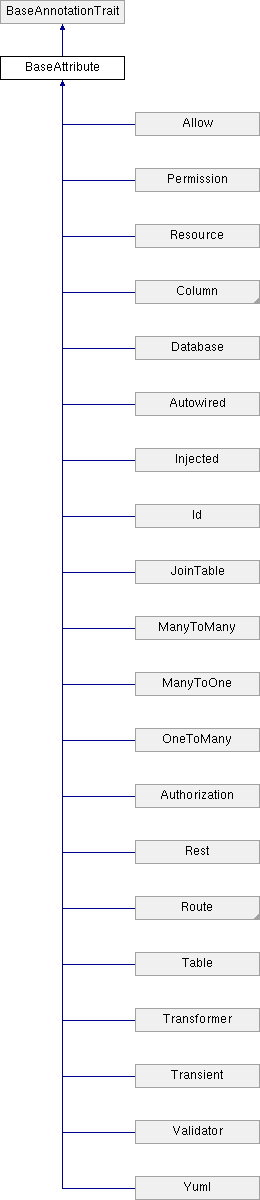 BaseAnnotationTrait
BaseAttribute
Allow
Permission
Resource
Column
Database
Autowired
Injected
Id
JoinTable
ManyToMany
ManyToOne
OneToMany
Authorization
Rest
Route
Table
Transformer
Transient
Validator
Yuml